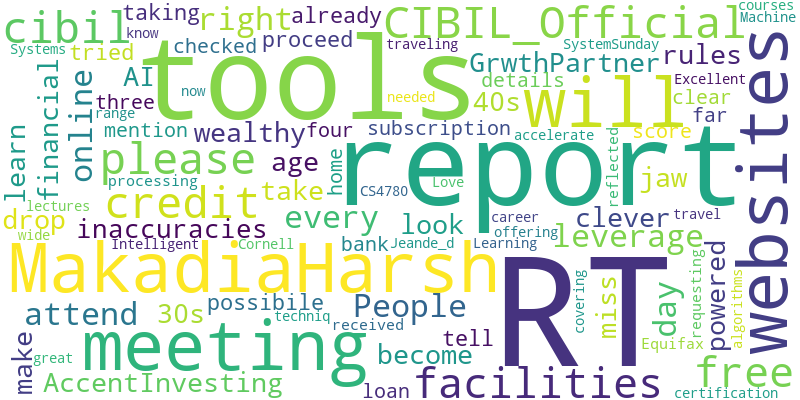 cibil
taking
know
right
already
CIBIL_Official
courses
Machine
Systems
tried
checked
proceed
traveling
SystemSunday
AI
tools
now
GrwthPartner
rules
Excellent
financial
online
three
range
details
40s
will
clear
far
websites
learn
mention
wealthy
four
subscription
accelerate
score
needed
please
age
home
report
reflected
jaw
processing
CS4780
Love
lectures
drop
credit
take
career
travel
wide
inaccuracies
every
look
clever
offering
leverage
Intelligent
Cornell
bank
Jeande_d
Learning
MakadiaHarsh
RT
covering
miss
day
requesting
powered
algorithms
attend
30s
possibile
People
techniq
received
tell
Equifax
make
great
meeting
become
free
AccentInvesting
loan
facilities
certification